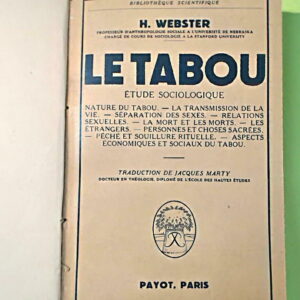 BIBLIOTHÈQUE SCIENTIFIQUE
H. WEBSTER
PROFESSEUR D'ANTHROPOLOGIE SOCIALE A L'UNIVERSITÉ DE NEBRASKA
CHARGÉ DE COURS DE SOCIOLOGIE A LA STANFORD UNIVERSITY
LE TABOU
ÉTUDE SOCIOLOGIQUE
NATURE DU TABOU. — LA TRANSMISSION DE LA
VIE. — SÉPARATION DES SEXES. — RELATIONS
SEXUELLES. — LA MORT ET LES MORTS. — LES
ÉTRANGERS. — PERSONNES ET CHOSES SACRÉES.
— PÉCHÉ ET SOUILLURE RITUELLE. — ASPECTS
ÉCONOMIQUES ET SOCIAUX DU TABOU.
TRADUCTION DE JACQUES MARTY
DOCTEUR EN THÉOLOGIE, DIPLOMÉ DE L'ÉCOLE DES HAUTES ÉTUDES
PAYOT, PARIS